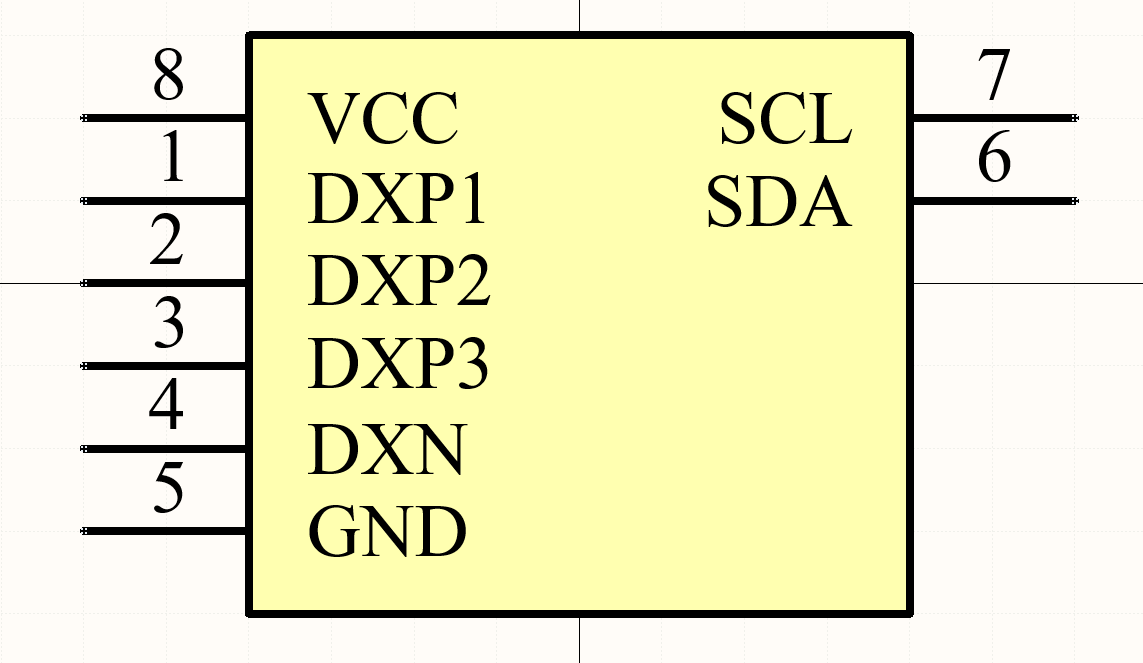 8 VCC SCL 7
1 DXP1 SDA 6
2 DXP2
3 DXP3
4 DXN
5 GND